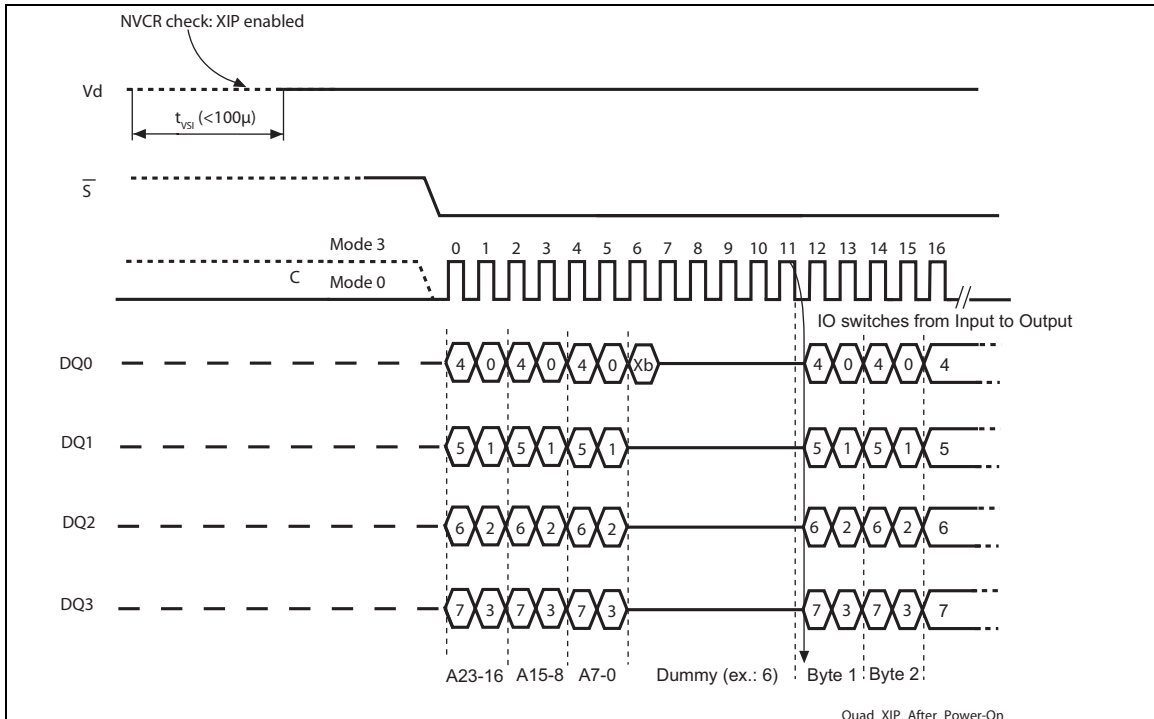 NVCR check: XIP enabled
Vd
tVSI (<100µ)
S
Mode 3
C
Mode 0
0 1 2 3 4 5 6 7 8 9 10 11 12 13 14 15 16
IO switches from Input to Output
DQ0
4 0 4 0 4 0 Xb 4 0 4 0 4
DQ1
5 1 5 1 5 1 5 1 5 1 5
DQ2
6 2 6 2 6 2 6 2 6 2 6
DQ3
7 3 7 3 7 3 7 3 7 3 7
A23-16 A15-8 A7-0 Dummy (ex.: 6) Byte 1 Byte 2
Quad_XIP_After_Power-On